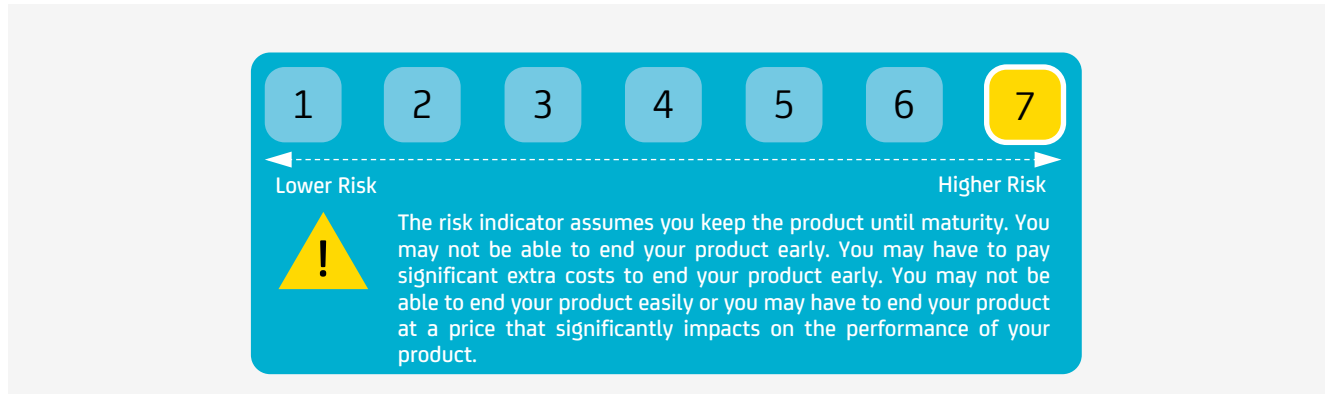 1 2 3 4 5 6 7
Lower Risk Higher Risk
!
The risk indicator assumes you keep the product until maturity. You
may not be able to end your product early. You may have to pay
significant extra costs to end your product early. You may not be
able to end your product easily or you may have to end your product
at a price that significantly impacts on the performance of your
product.